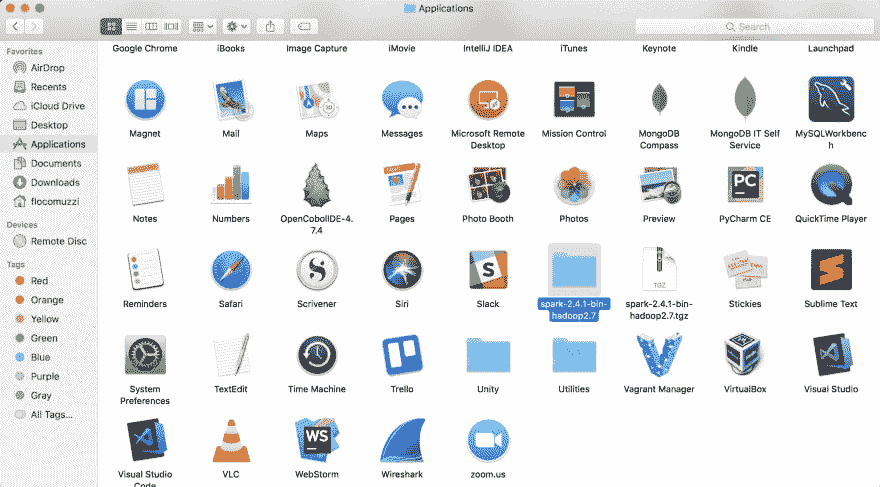 Applications
Search
Favorites
AirDrop
Recents
iCloud Drive
Desktop
Applications
Documents
Downloads
flocomuzzi
Devices
Remote Disc
Tags
Red
Orange
Yellow
Green
Blue
Purple
Gray
All Tags...
Google Chrome
iBooks
Image Capture
iMovie
IntelliJ IDEA
iTunes
Keynote
Kindle
Launchpad
Magnet
Mail
Maps
Messages
Microsoft Remote
Desktop
Mission Control
MongoDB
Compass
MongoDB IT Self
Service
MySQLWorkbenc
h
Notes
Numbers
OpenCobolIDE-4.
7.4
Pages
Photo Booth
Photos
Preview
PC
PyCharm CE
QuickTime Player
Reminders
Safari
S
Scrivener
Siri
S
Slack
spark-2.4.1-bin-
hadoop2.7
TGZ
spark-2.4.1-bin-
hadoop2.7.tgz
Stickies
Sublime Text
System
Preferences
TextEdit
Time Machine
Trello
Unity
Utilities
Vagrant Manager
VirtualBox
Visual Studio
Visual Studio
Code
VLC
WS
WebStorm
Wireshark
zoom.us